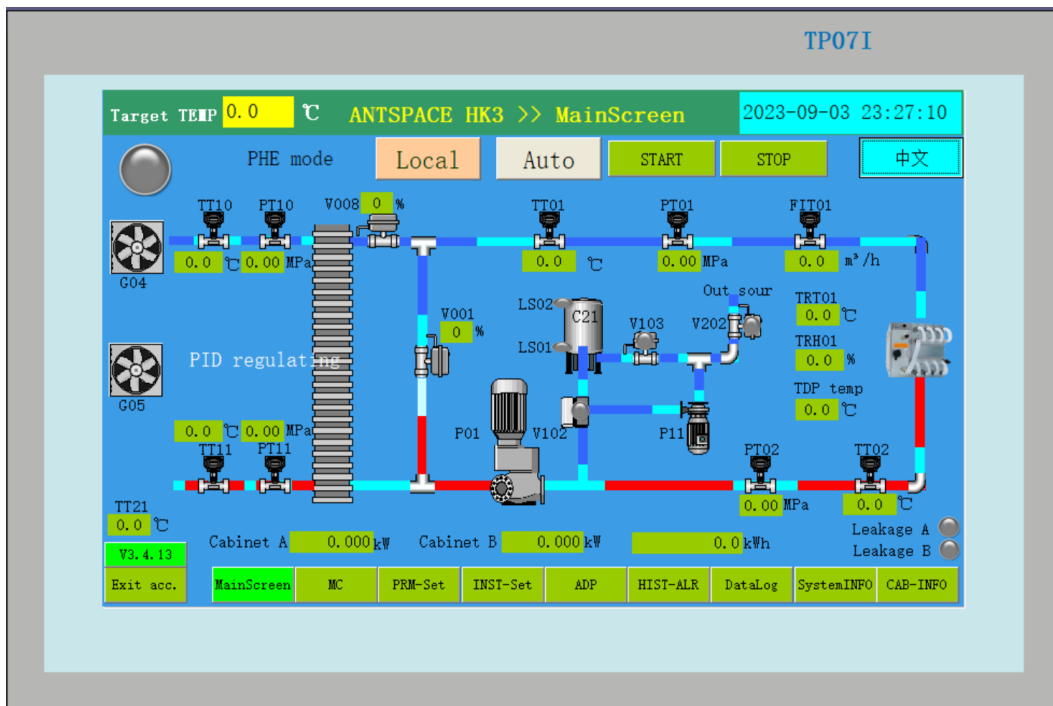 TP07I
Target TEMP 0.0 ℃ ANTSPACE HK3 >> MainScreen 2023-09-03 23:27:10
PHE mode Local Auto START STOP 中文
TT10 PT10 V008 0 % TT01 PT01 FIT01
0.0 ℃ 0.00 MPa 0.0 ℃ 0.00 MPa 0.0 m³/h
G04
Out sour
LS02 C21 V103 V202 TRT01
0.0 ℃
V001
0 %
LS01 TRH01
0.0 %
PID regulating
TDP temp
0.0 ℃
G05
0.0 ℃ 0.00 MPa P01 V102 P11
TT11 PT11 PT02 TT02
0.00 MPa 0.0 ℃
TT21
0.0 ℃
Cabinet A 0.000 kW Cabinet B 0.000 kW 0.0 kWh
Leakage A
Leakage B
V3.4.13
Exit acc. MainScreen MC PRM-Set INST-Set ADP HIST-ALR DataLog SystemINFO CAB-INFO